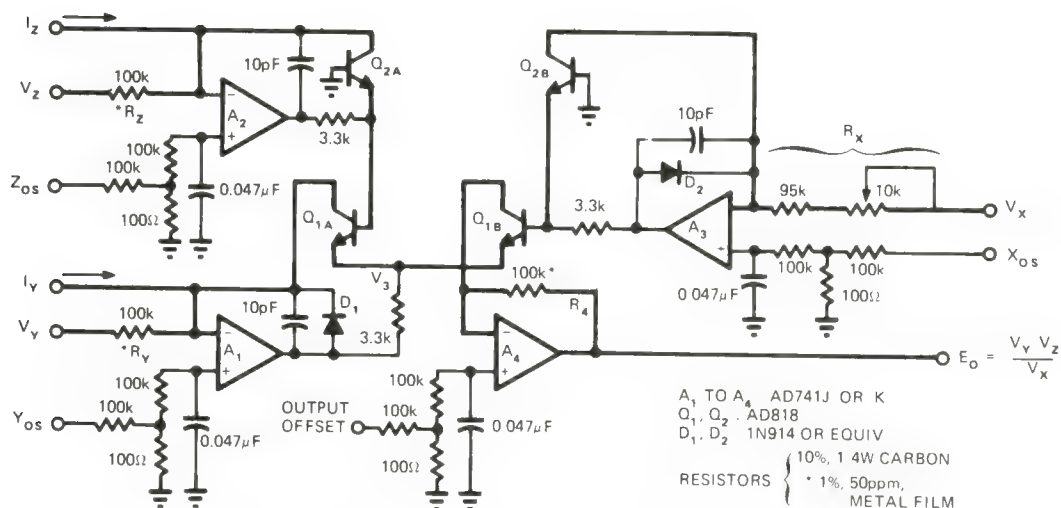 I_Z
V_Z
100k
*R_Z
10pF
Q_2A
A_2
−
+
3.3k
Z_OS
100k
100k
100Ω
0.047μF
Q_1A
I_Y
V_Y
100k
*R_Y
10pF
D_1
V_3
3.3k
A_1
−
+
Y_OS
100k
100k
100Ω
0.047μF
Q_2B
10pF
D_2
R_X
95k
10k
V_X
Q_1B
3.3k
A_3
100k
100k
X_OS
0 047μF
100Ω
100k*
R_4
A_4
−
+
OUTPUT
OFFSET
100k
100k
100Ω
0 047μF
E_O = V_Y V_Z
V_X
A_1 TO A_4 AD741J OR K
Q_1, Q_2 . AD818
D_1, D_2 1N914 OR EQUIV
RESISTORS { 10%, 1 4W CARBON
* 1%, 50ppm,
METAL FILM